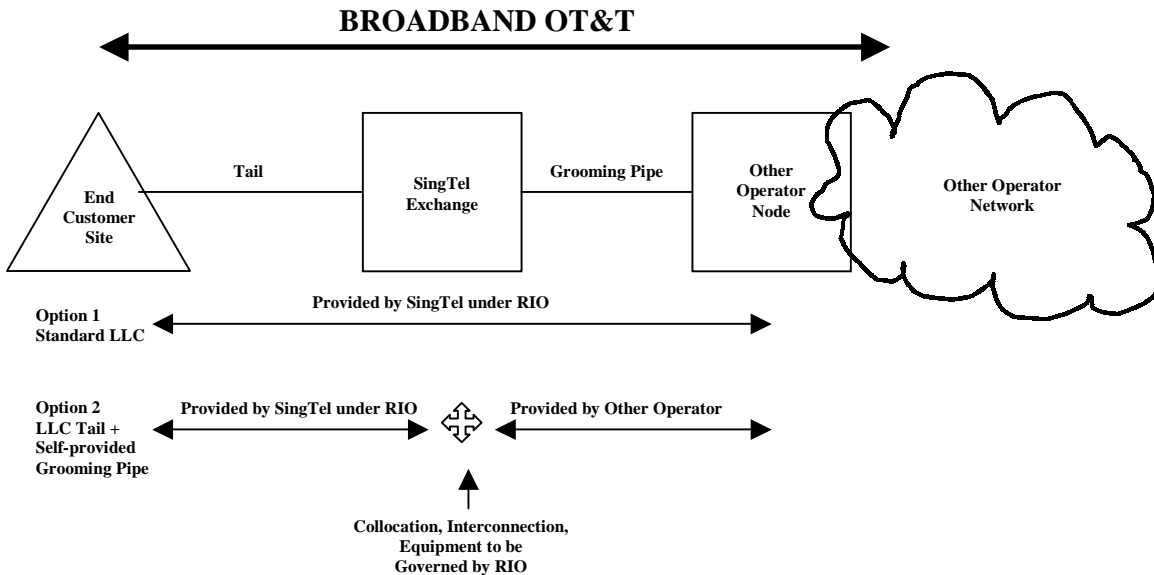 BROADBAND OT&T
Tail
Grooming Pipe
End
Customer
Site
SingTel
Exchange
Other
Operator
Node
Other Operator
Network
Provided by SingTel under RIO
Option 1
Standard LLC
Option 2
LLC Tail +
Self-provided
Grooming Pipe
Provided by SingTel under RIO
Provided by Other Operator
Collocation, Interconnection,
Equipment to be
Governed by RIO